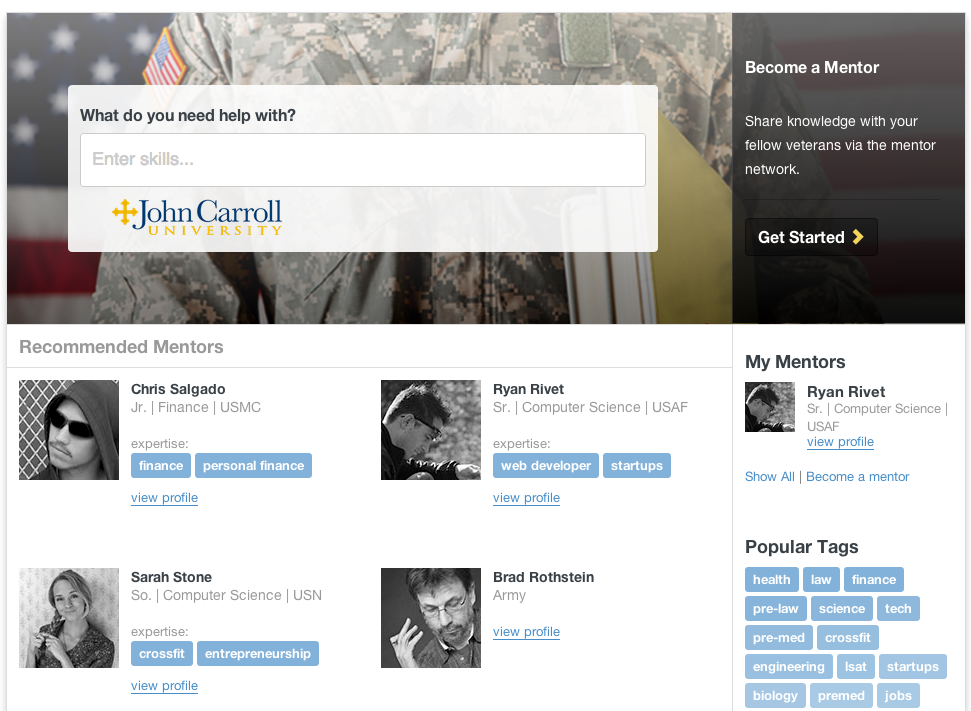 What do you need help with?
Enter skills...
John Carroll
UNIVERSITY
Become a Mentor
Share knowledge with your
fellow veterans via the mentor
network.
Get Started
Recommended Mentors
Chris Salgado
Jr. | Finance | USMC
expertise:
finance personal finance
view profile
Ryan Rivet
Sr. | Computer Science | USAF
expertise:
web developer startups
view profile
Sarah Stone
So. | Computer Science | USN
expertise:
crossfit entrepreneurship
view profile
Brad Rothstein
Army
view profile
My Mentors
Ryan Rivet
Sr. | Computer Science |
USAF
view profile
Show All | Become a mentor
Popular Tags
health law finance
pre-law science tech
pre-med crossfit
engineering lsat startups
biology premed jobs